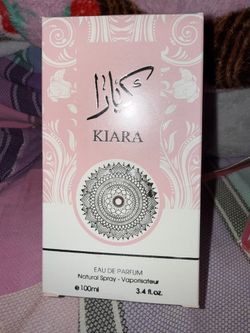 كيارا
KIARA
EAU DE PARFUM
Natural Spray - Vaporisateur
e 100ml 3.4 fl.oz.